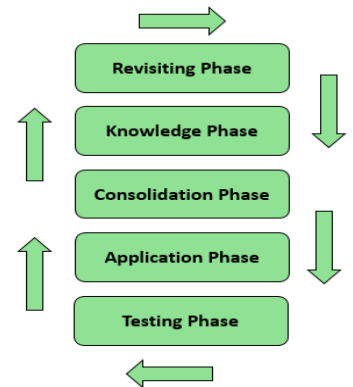 Revisiting Phase
Knowledge Phase
Consolidation Phase
Application Phase
Testing Phase